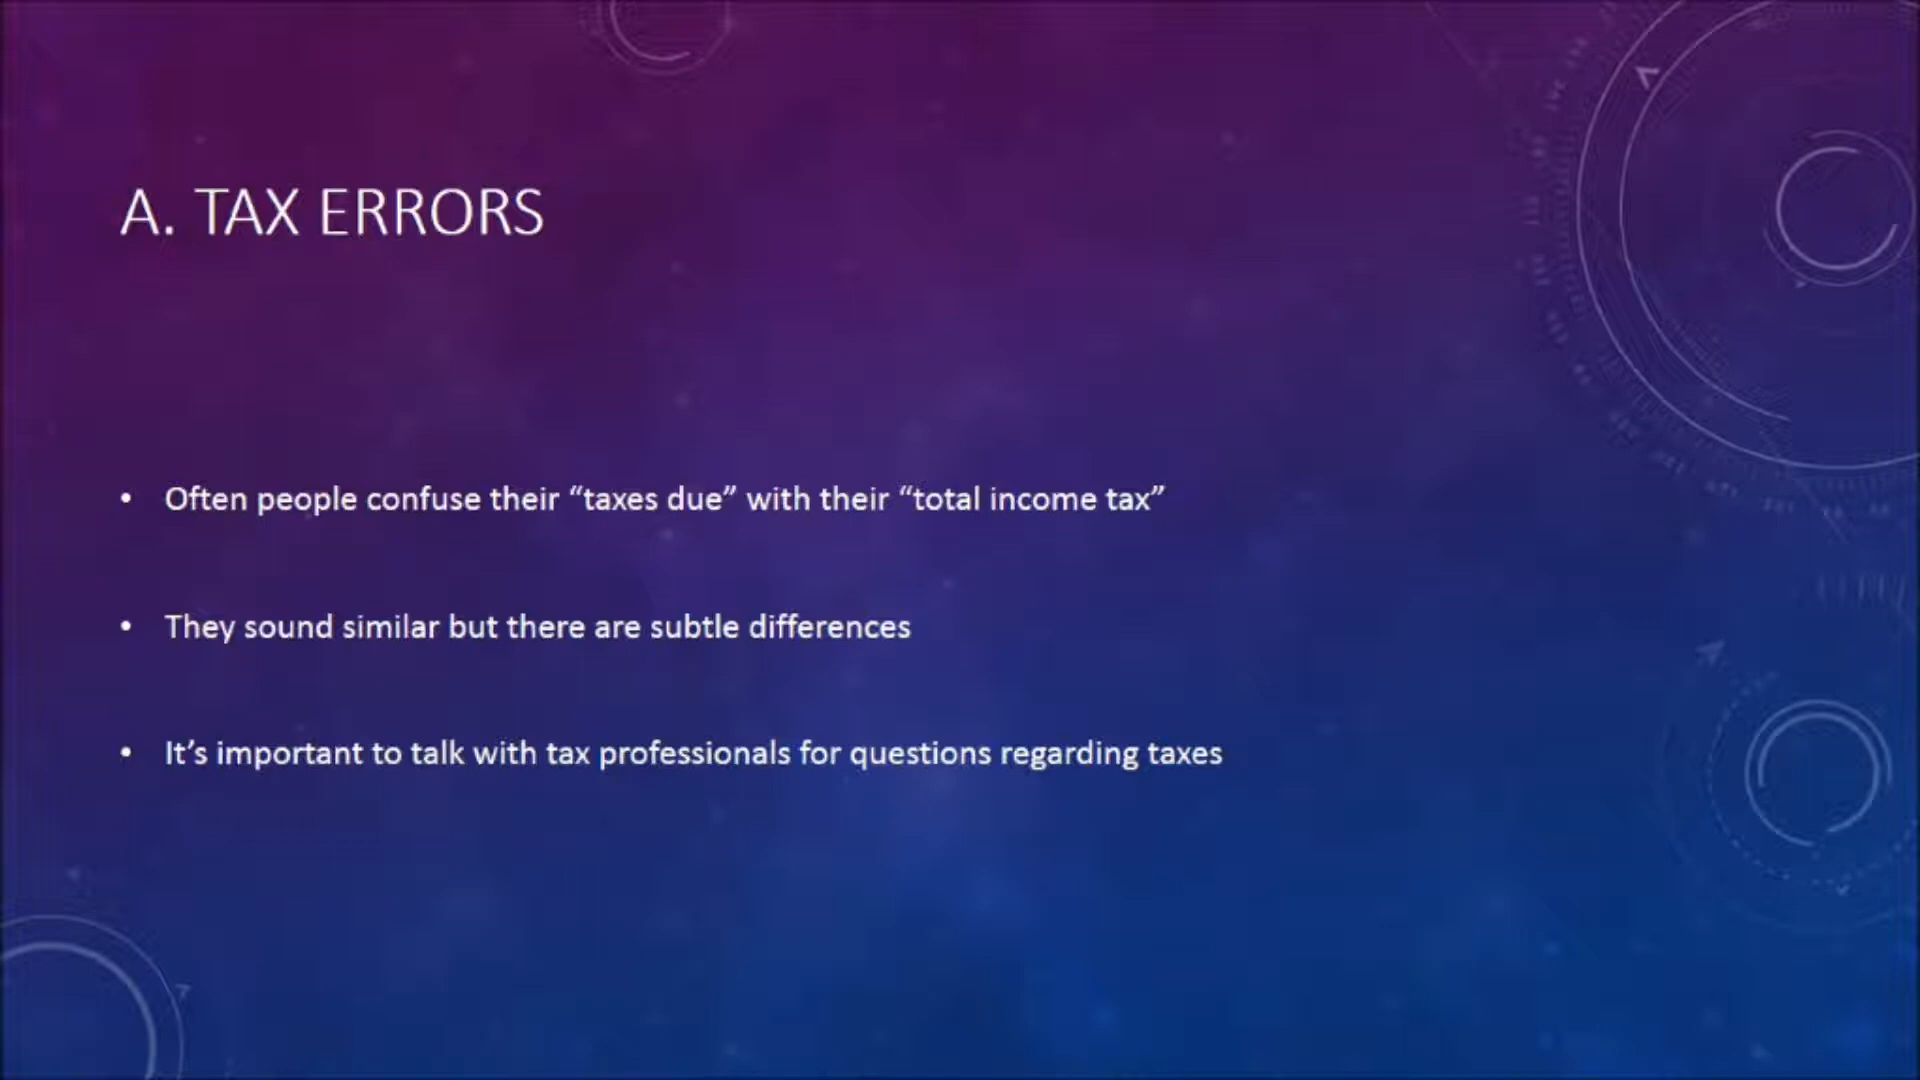 A. TAX ERRORS
• Often people confuse their “taxes due” with their “total income tax”
• They sound similar but there are subtle differences
• It’s important to talk with tax professionals for questions regarding taxes